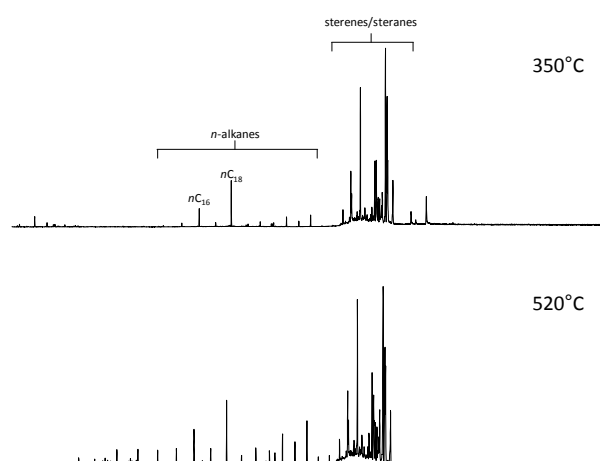 sterenes/steranes
350°C
n-alkanes
nC18
nC16
520°C